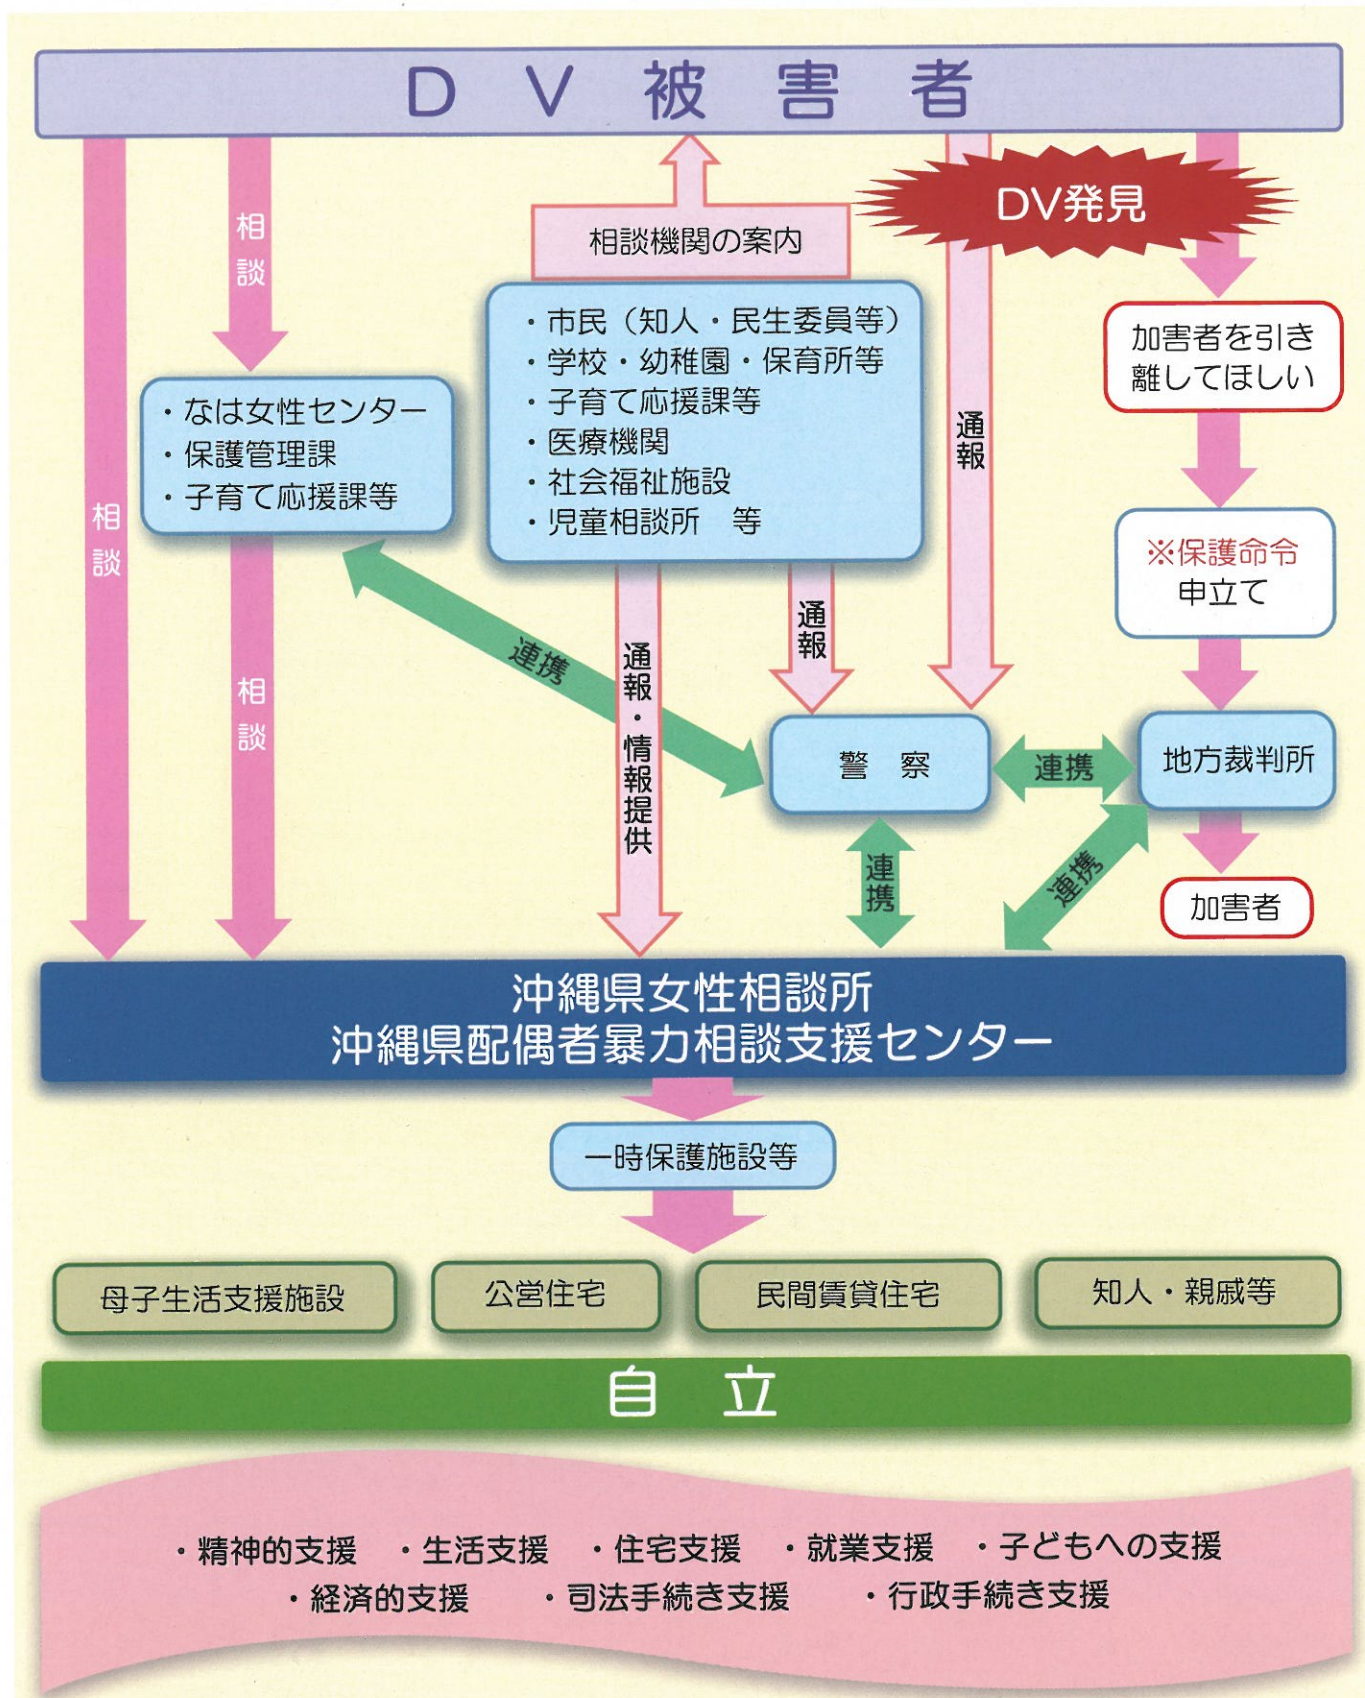 DV被害者
DV発見
相談
相談
相談機関の案内
・市民（知人・民生委員等）
・学校・幼稚園・保育所等
・子育て応援課等
・医療機関
・社会福祉施設
・児童相談所　等
通報
加害者を引き
離してほしい
・なは女性センター
・保護管理課
・子育て応援課等
※保護命令
申立て
相談
連携
通報・情報提供
通報
警　察
連携
地方裁判所
連携
連携
加害者
沖縄県女性相談所
沖縄県配偶者暴力相談支援センター
一時保護施設等
母子生活支援施設
公営住宅
民間賃貸住宅
知人・親戚等
自　立
・精神的支援　・生活支援　・住宅支援　・就業支援　・子どもへの支援
・経済的支援　・司法手続き支援　・行政手続き支援